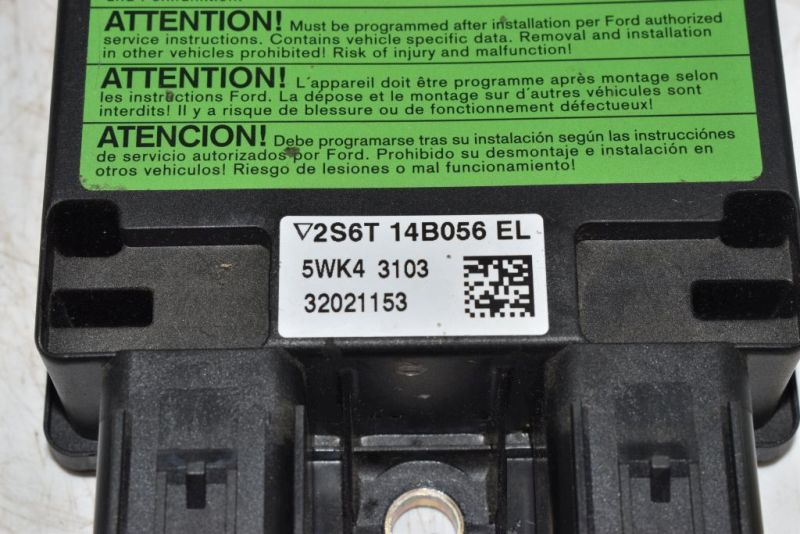 ATTENTION! Must be programmed after installation per Ford authorized
service instructions. Contains vehicle specific data. Removal and installation
in other vehicles prohibited! Risk of injury and malfunction!
ATTENTION! L'appareil doit être programme après montage selon
les instructions Ford. La dépose et le montage sur d'autres véhicules sont
interdits! Il y a risque de blessure ou de fonctionnement défectueux!
ATENCION! Debe programarse tras su instalación según las instrucciónes
de servicio autorizados por Ford. Prohibido su desmontaje e instalación en
otros vehículos! Riesgo de lesiones o mal funcionamiento!
▽2S6T 14B056 EL
5WK4 3103
32021153